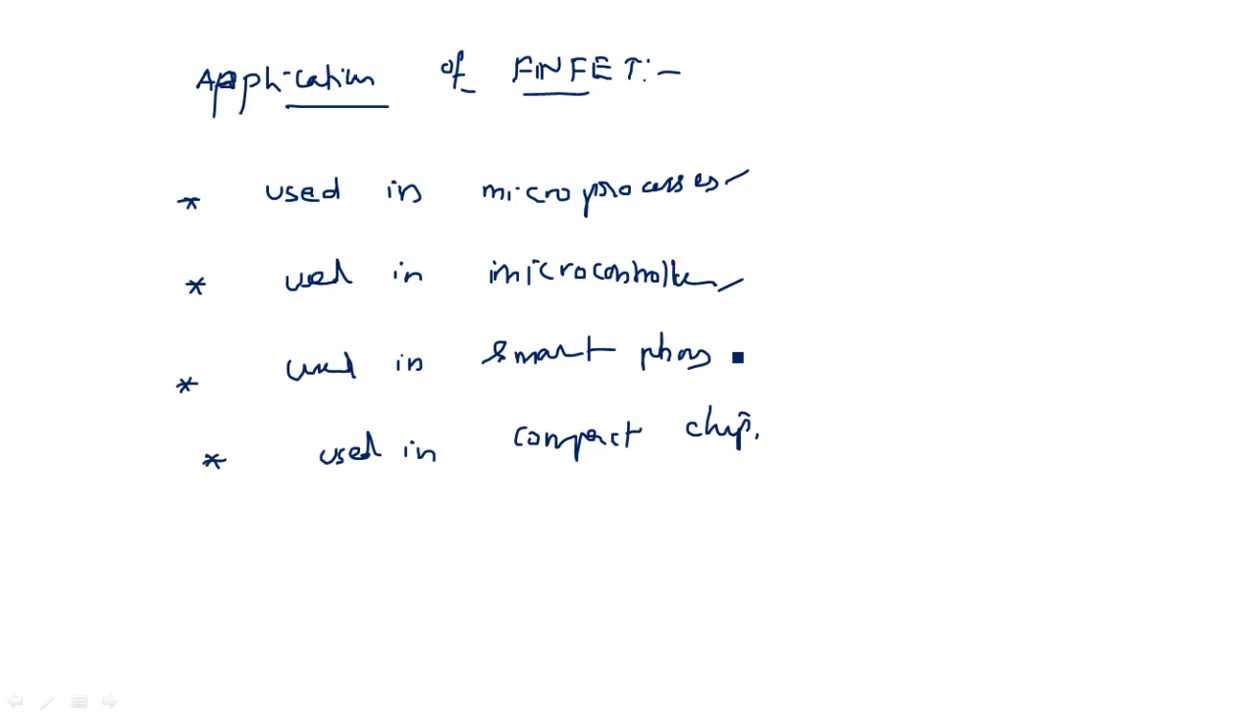 Application of FINFET:-
* used in microprocesses
* used in microcontroller
* used in smart phones
* used in compact chip.